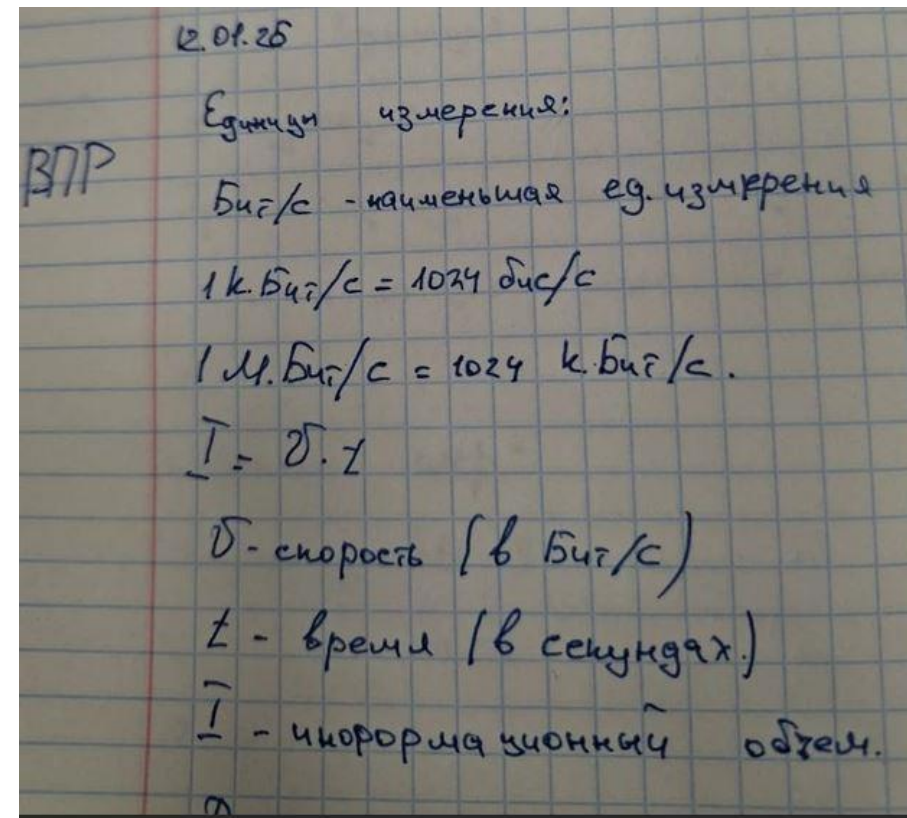 12.01.26
Единицы измерения:
ВПР
Бит/с - наименьшая ед. измерения
1 к.Бит/с = 1024 бис/с
1 М.Бит/с = 1024 к.Бит/с.
I = υ. t
υ - скорость (в Бит/с)
t - время (в секундах.)
I - инороpмационный объем.